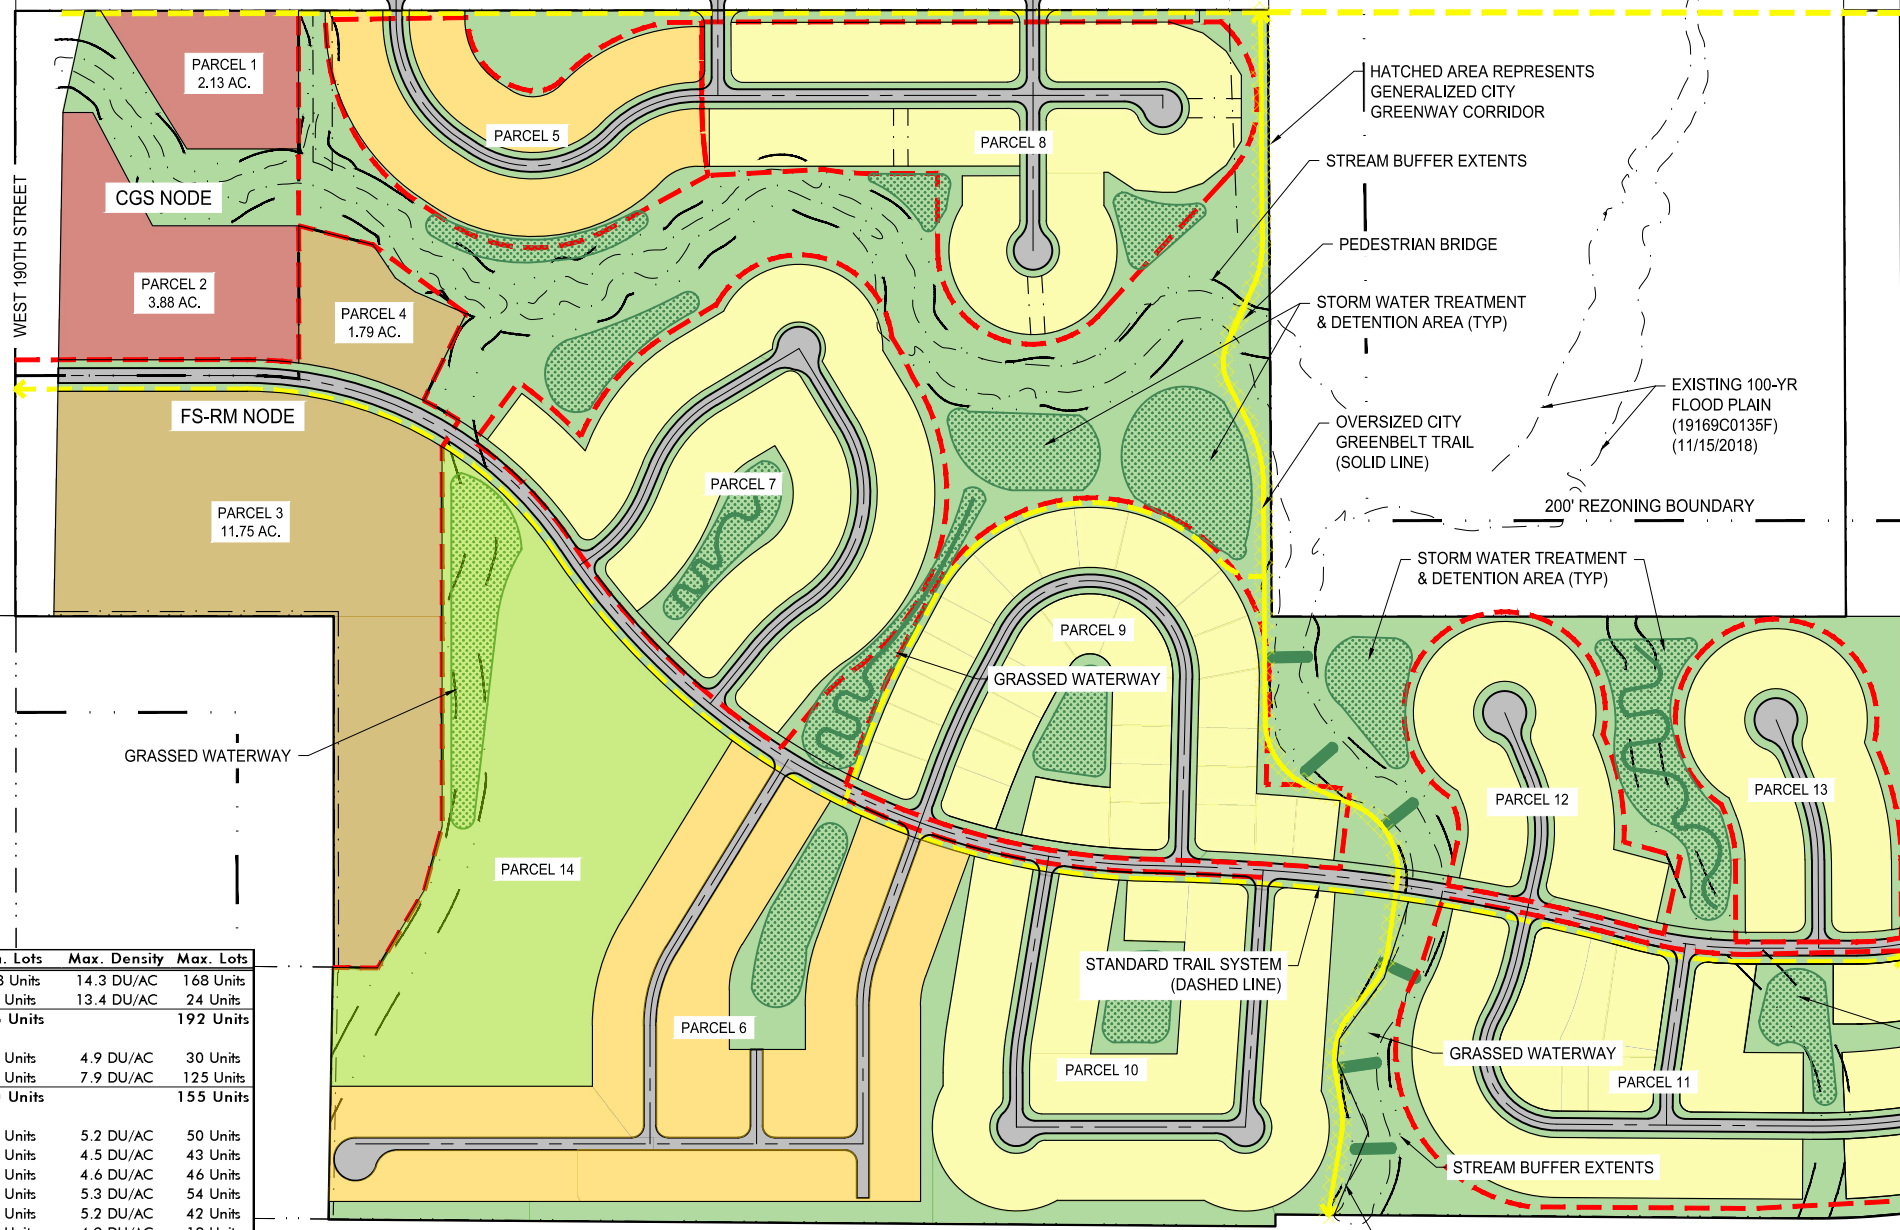 PARCEL 1
2.13 AC.
PARCEL 5
PARCEL 8
HATCHED AREA REPRESENTS
GENERALIZED CITY
GREENWAY CORRIDOR
STREAM BUFFER EXTENTS
CGS NODE
WEST 190TH STREET
PEDESTRIAN BRIDGE
PARCEL 2
3.88 AC.
PARCEL 4
1.79 AC.
STORM WATER TREATMENT
& DETENTION AREA (TYP)
EXISTING 100-YR
FLOOD PLAIN
(19169C0135F)
(11/15/2018)
FS-RM NODE
OVERSIZED CITY
GREENBELT TRAIL
(SOLID LINE)
PARCEL 7
PARCEL 3
11.75 AC.
200' REZONING BOUNDARY
STORM WATER TREATMENT
& DETENTION AREA (TYP)
PARCEL 9
GRASSED WATERWAY
GRASSED WATERWAY
PARCEL 12
PARCEL 13
PARCEL 14
STANDARD TRAIL SYSTEM
(DASHED LINE)
PARCEL 6
PARCEL 10
GRASSED WATERWAY
PARCEL 11
STREAM BUFFER EXTENTS
Lots Max. Density Max. Lots
Units 14.3 DU/AC 168 Units
Units 13.4 DU/AC 24 Units
Units 192 Units
Units 4.9 DU/AC 30 Units
Units 7.9 DU/AC 125 Units
Units 155 Units
Units 5.2 DU/AC 50 Units
Units 4.5 DU/AC 43 Units
Units 4.6 DU/AC 46 Units
Units 5.3 DU/AC 54 Units
Units 5.2 DU/AC 42 Units